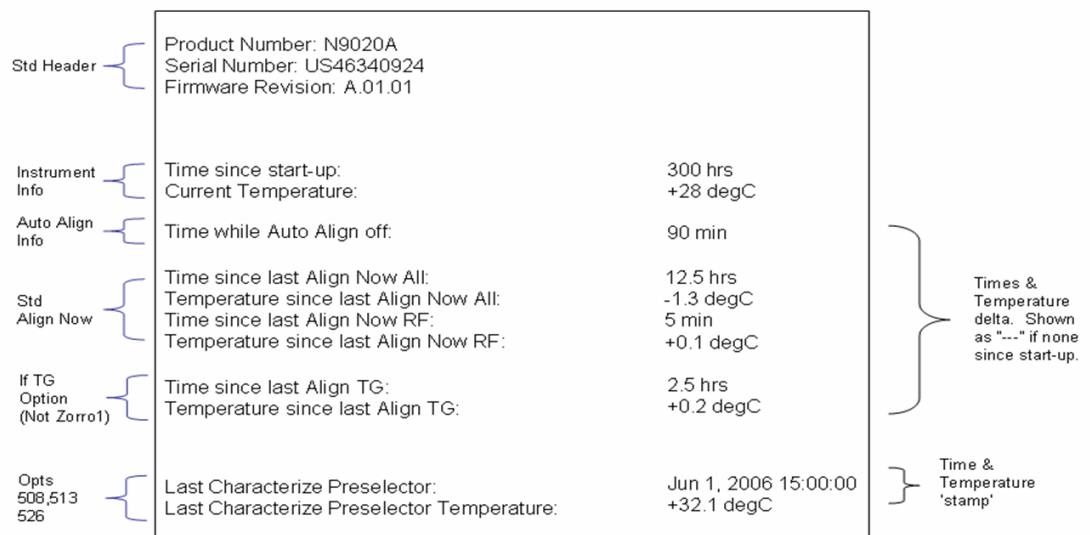 Std Header
Product Number: N9020A
Serial Number: US46340924
Firmware Revision: A.01.01
Instrument
Info
Time since start-up: 300 hrs
Current Temperature: +28 degC
Auto Align
Info
Time while Auto Align off: 90 min
Std
Align Now
Time since last Align Now All: 12.5 hrs
Temperature since last Align Now All: -1.3 degC
Time since last Align Now RF: 5 min
Temperature since last Align Now RF: +0.1 degC
Times &
Temperature
delta. Shown
as "---" if none
since start-up.
If TG
Option
(Not Zorro1)
Time since last Align TG: 2.5 hrs
Temperature since last Align TG: +0.2 degC
Opts
508,513
526
Last Characterize Preselector: Jun 1, 2006 15:00:00
Last Characterize Preselector Temperature: +32.1 degC
Time &
Temperature
'stamp'